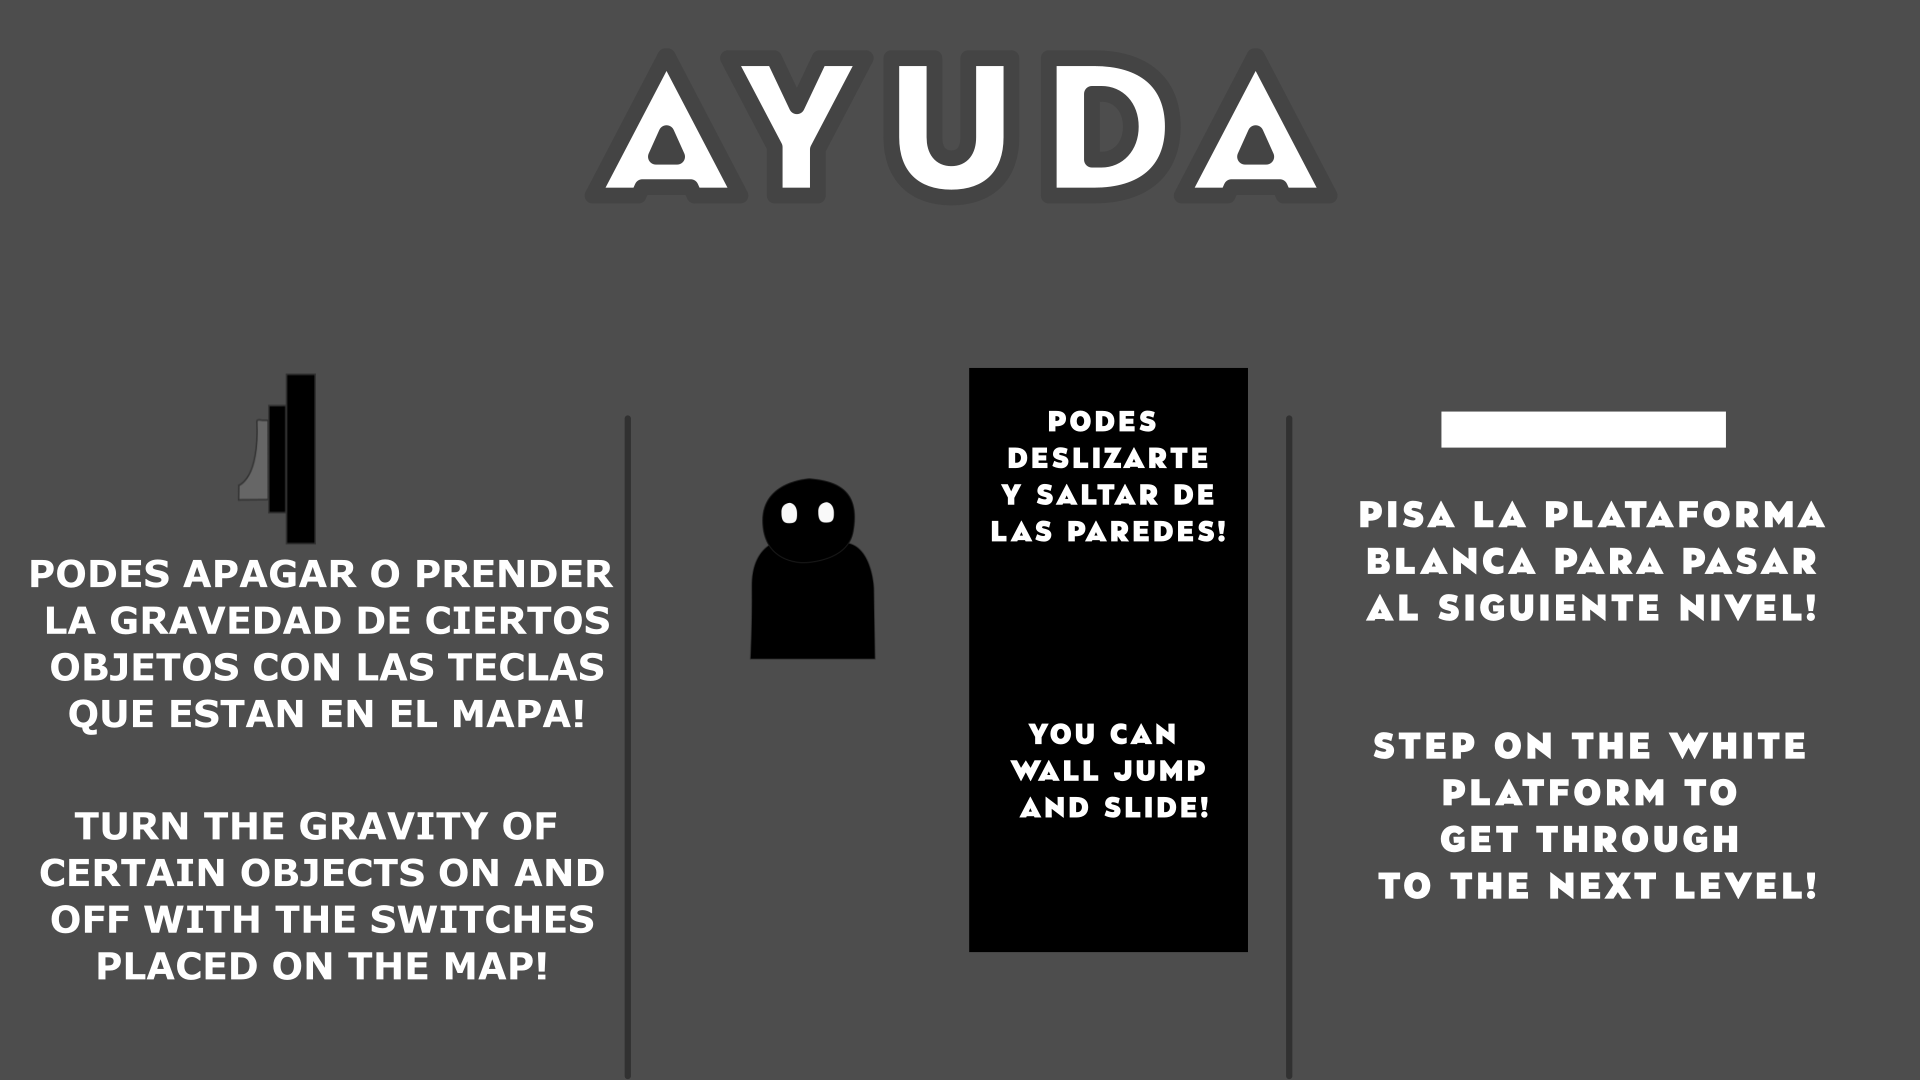 AYUDA
PODES APAGAR O PRENDER
LA GRAVEDAD DE CIERTOS
OBJETOS CON LAS TECLAS
QUE ESTAN EN EL MAPA!
TURN THE GRAVITY OF
CERTAIN OBJECTS ON AND
OFF WITH THE SWITCHES
PLACED ON THE MAP!
PODES
DESLIZARTE
Y SALTAR DE
LAS PAREDES!
YOU CAN
WALL JUMP
AND SLIDE!
PISA LA PLATAFORMA
BLANCA PARA PASAR
AL SIGUIENTE NIVEL!
STEP ON THE WHITE
PLATFORM TO
GET THROUGH
TO THE NEXT LEVEL!